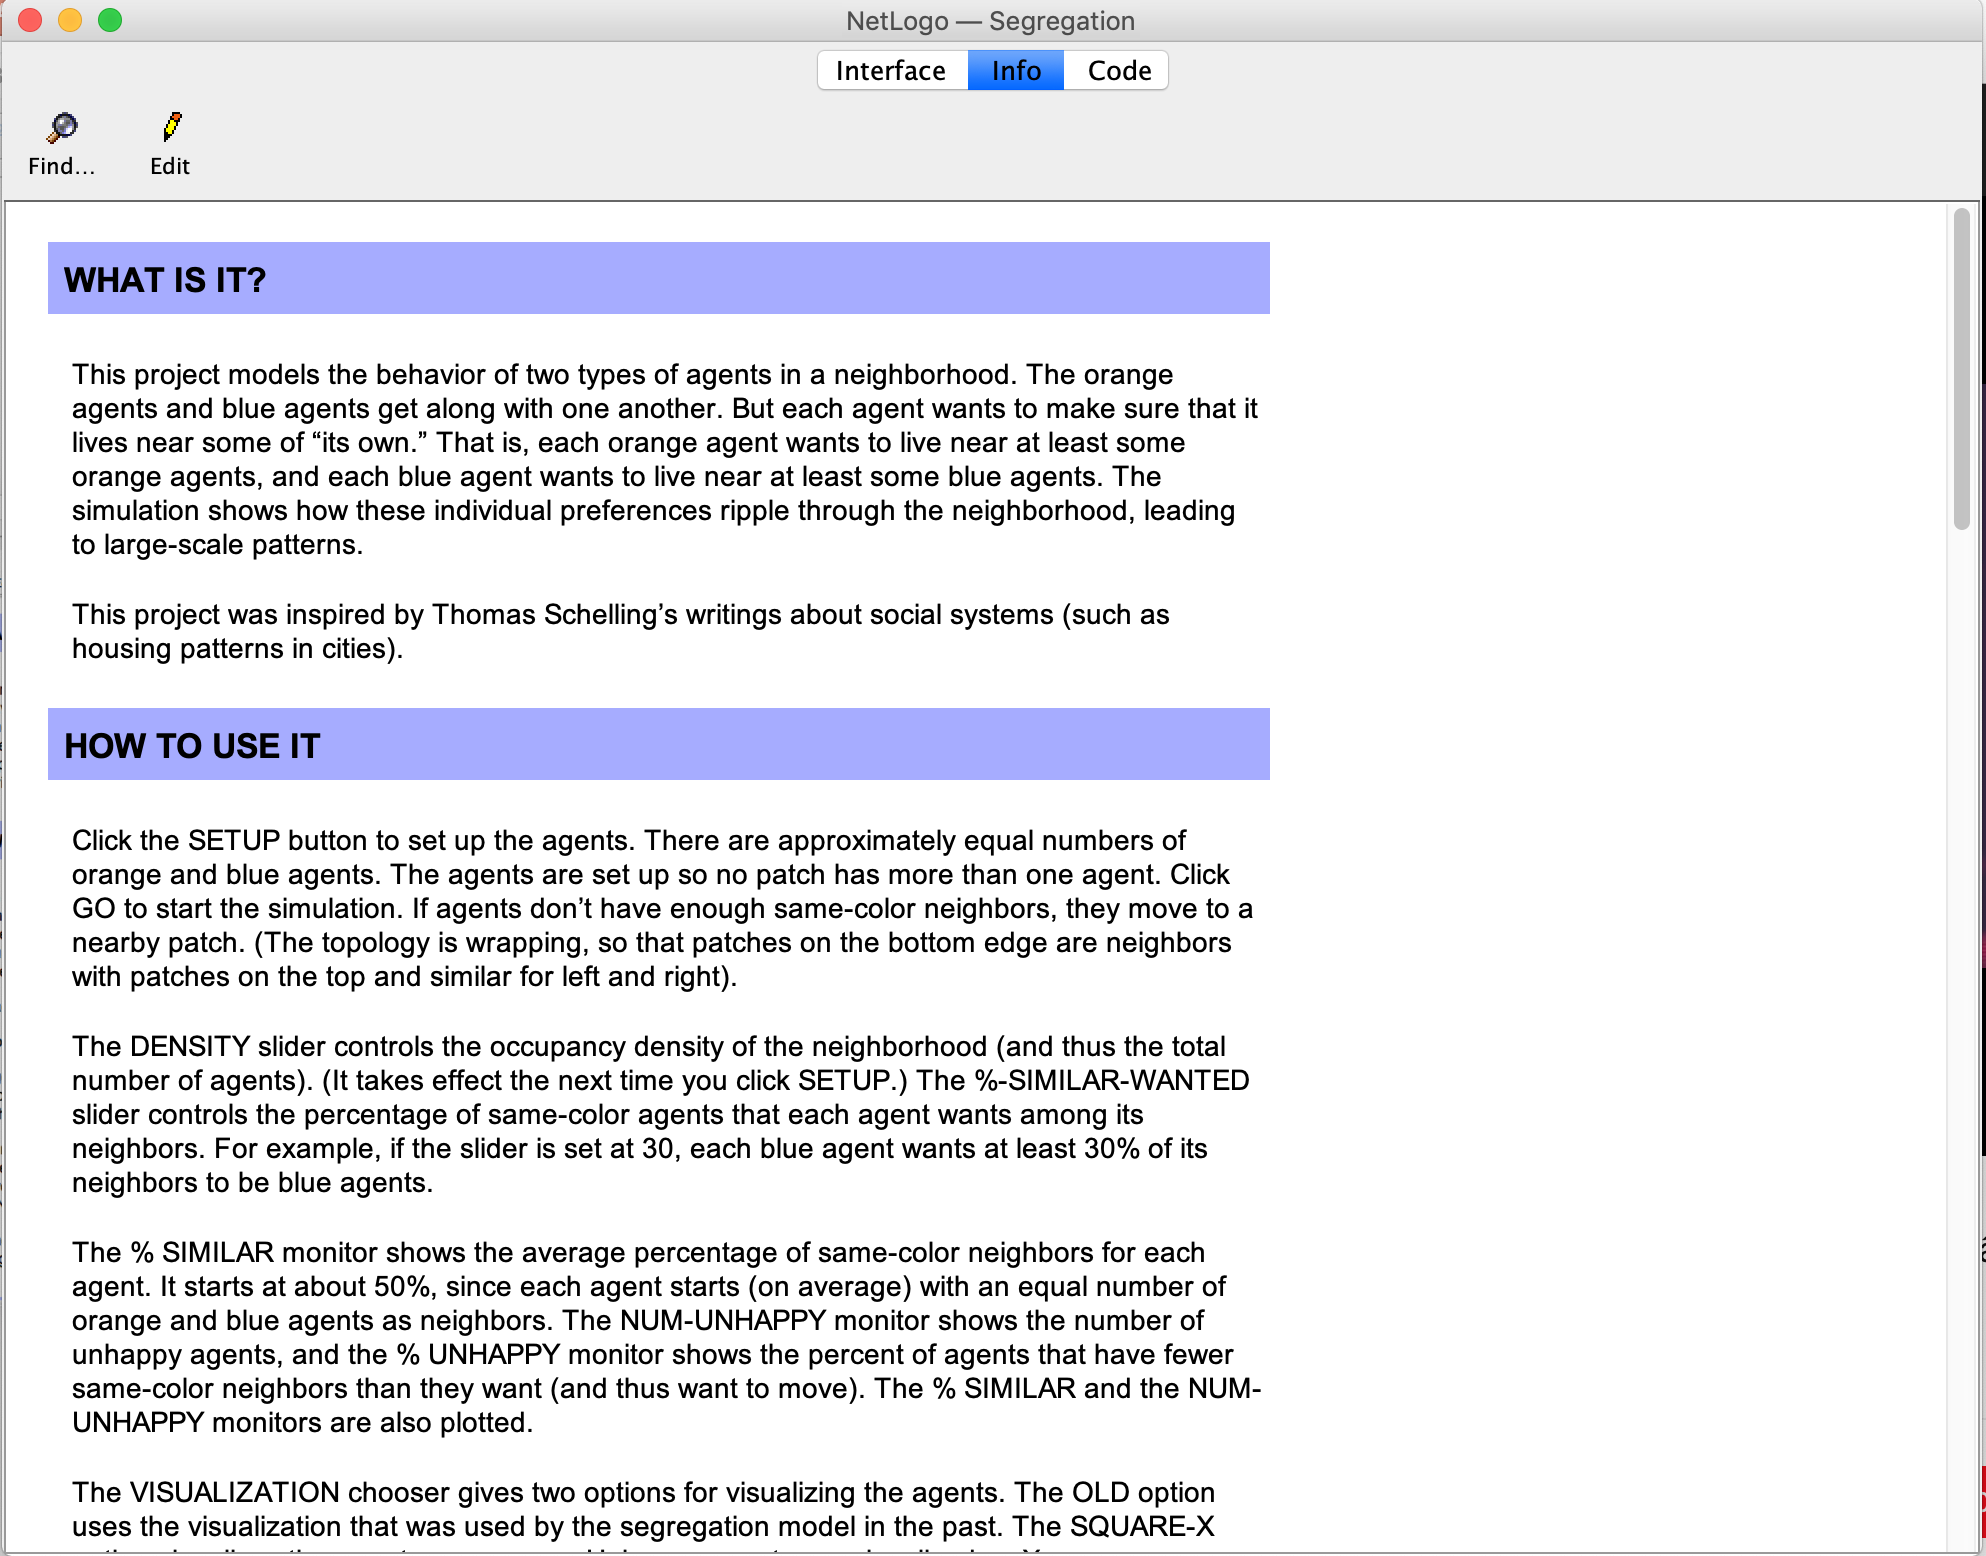 NetLogo — Segregation
Interface Info Code
Find... Edit
WHAT IS IT?
This project models the behavior of two types of agents in a neighborhood. The orange
agents and blue agents get along with one another. But each agent wants to make sure that it
lives near some of “its own.” That is, each orange agent wants to live near at least some
orange agents, and each blue agent wants to live near at least some blue agents. The
simulation shows how these individual preferences ripple through the neighborhood, leading
to large-scale patterns.
This project was inspired by Thomas Schelling’s writings about social systems (such as
housing patterns in cities).
HOW TO USE IT
Click the SETUP button to set up the agents. There are approximately equal numbers of
orange and blue agents. The agents are set up so no patch has more than one agent. Click
GO to start the simulation. If agents don’t have enough same-color neighbors, they move to a
nearby patch. (The topology is wrapping, so that patches on the bottom edge are neighbors
with patches on the top and similar for left and right).
The DENSITY slider controls the occupancy density of the neighborhood (and thus the total
number of agents). (It takes effect the next time you click SETUP.) The %-SIMILAR-WANTED
slider controls the percentage of same-color agents that each agent wants among its
neighbors. For example, if the slider is set at 30, each blue agent wants at least 30% of its
neighbors to be blue agents.
The % SIMILAR monitor shows the average percentage of same-color neighbors for each
agent. It starts at about 50%, since each agent starts (on average) with an equal number of
orange and blue agents as neighbors. The NUM-UNHAPPY monitor shows the number of
unhappy agents, and the % UNHAPPY monitor shows the percent of agents that have fewer
same-color neighbors than they want (and thus want to move). The % SIMILAR and the NUM-
UNHAPPY monitors are also plotted.
The VISUALIZATION chooser gives two options for visualizing the agents. The OLD option
uses the visualization that was used by the segregation model in the past. The SQUARE-X